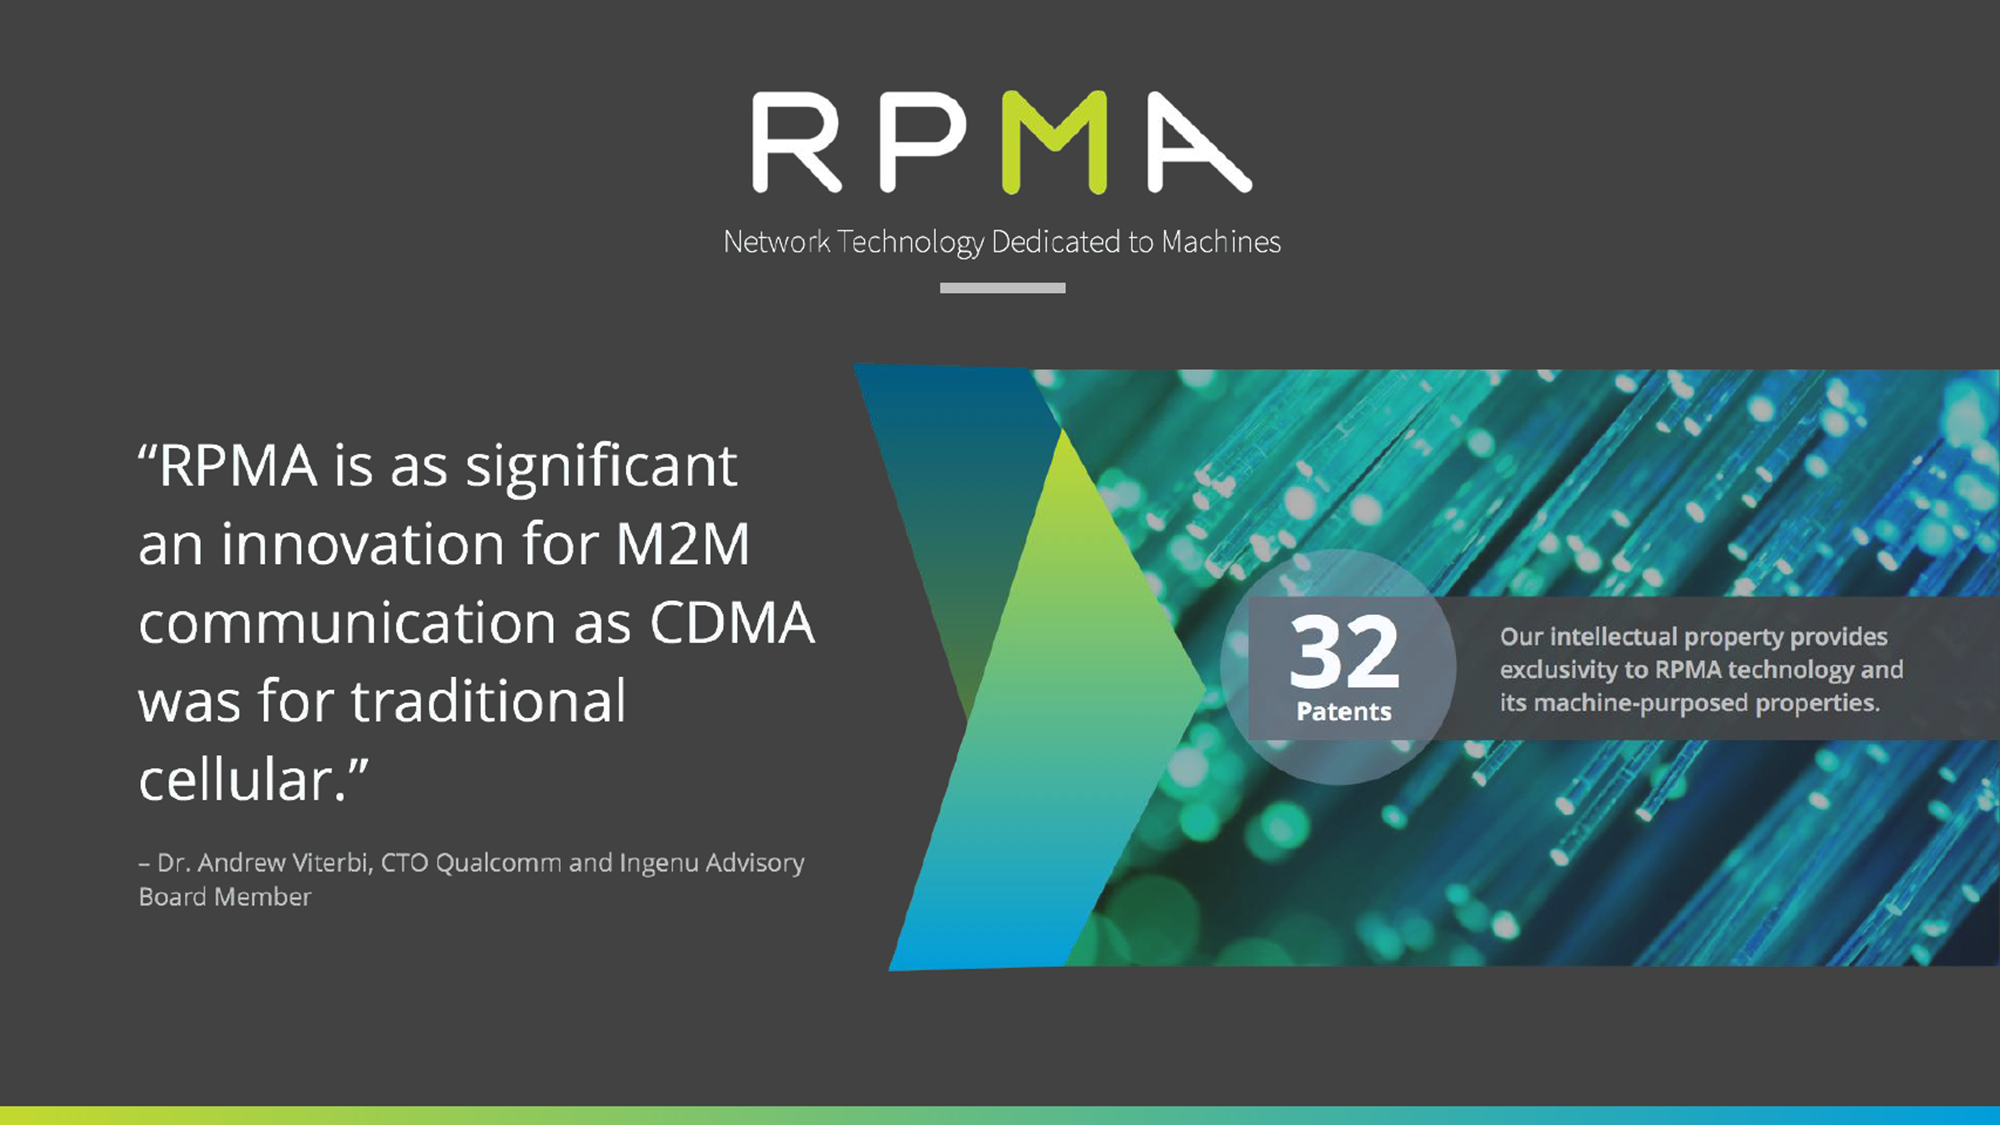 RPMA
Network Technology Dedicated to Machines
“RPMA is as significant
an innovation for M2M
communication as CDMA
was for traditional
cellular.”
– Dr. Andrew Viterbi, CTO Qualcomm and Ingenu Advisory
Board Member
32
Patents
Our intellectual property provides
exclusivity to RPMA technology and
its machine-purposed properties.